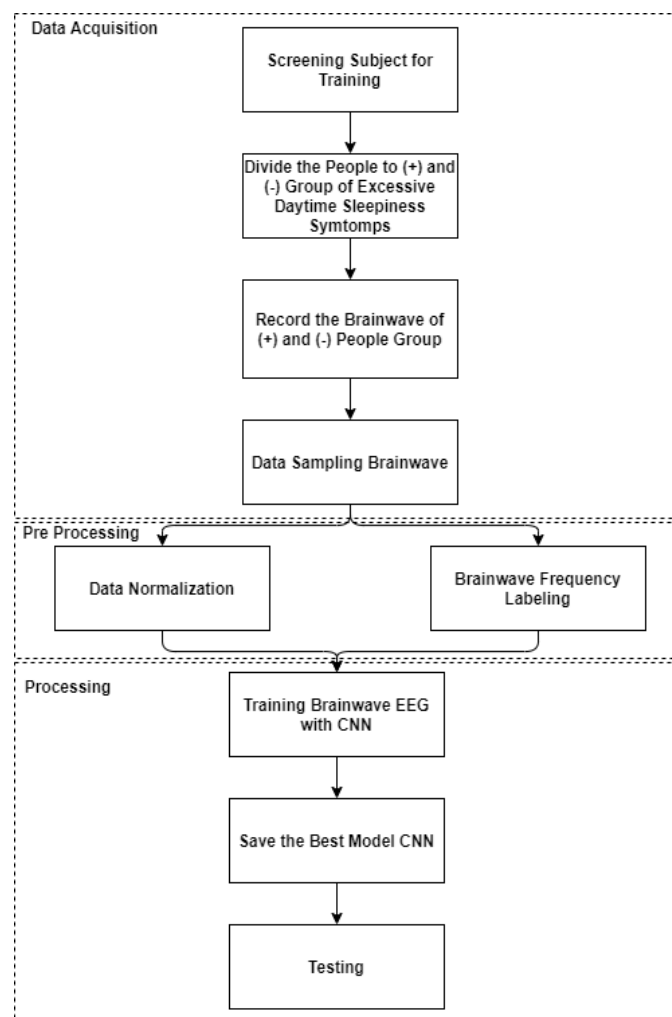 Data Acquisition
Screening Subject for
Training
Divide the People to (+) and
(-) Group of Excessive
Daytime Sleepiness
Symtomps
Record the Brainwave of
(+) and (-) People Group
Data Sampling Brainwave
Pre Processing
Data Normalization
Brainwave Frequency
Labeling
Processing
Training Brainwave EEG
with CNN
Save the Best Model CNN
Testing